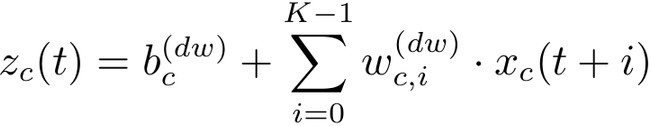 $z_c(t) = b_c^{(dw)} + \sum_{i=0}^{K-1} w_{c,i}^{(dw)} \cdot x_c(t+i)$